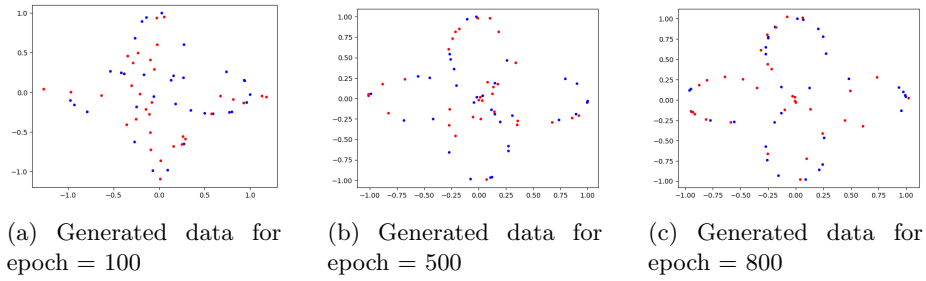 1.0
0.5
0.0
−0.5
−1.0
−1.0 −0.5 0.0 0.5 1.0
1.00
0.75
0.50
0.25
0.00
−0.25
−0.50
−0.75
−1.00
−1.00 −0.75 −0.50 −0.25 0.00 0.25 0.50 0.75 1.00
1.00
0.75
0.50
0.25
0.00
−0.25
−0.50
−0.75
−1.00
−1.00 −0.75 −0.50 −0.25 0.00 0.25 0.50 0.75 1.00
(a) Generated data for
epoch = 100
(b) Generated data for
epoch = 500
(c) Generated data for
epoch = 800